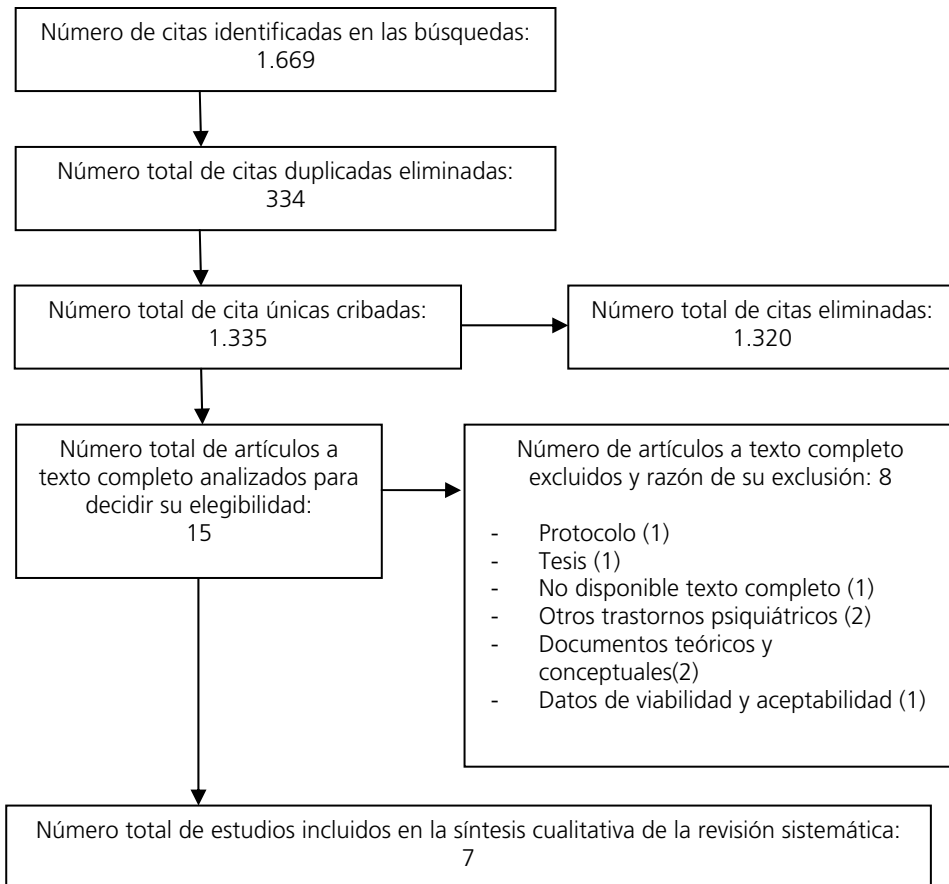 Número de citas identificadas en las búsquedas:
1.669
Número total de citas duplicadas eliminadas:
334
Número total de cita únicas cribadas:
1.335
Número total de citas eliminadas:
1.320
Número total de artículos a
texto completo analizados para
decidir su elegibilidad:
15
Número de artículos a texto completo
excluidos y razón de su exclusión: 8
- Protocolo (1)
- Tesis (1)
- No disponible texto completo (1)
- Otros trastornos psiquiátricos (2)
- Documentos teóricos y
conceptuales(2)
- Datos de viabilidad y aceptabilidad (1)
Número total de estudios incluidos en la síntesis cualitativa de la revisión sistemática:
7